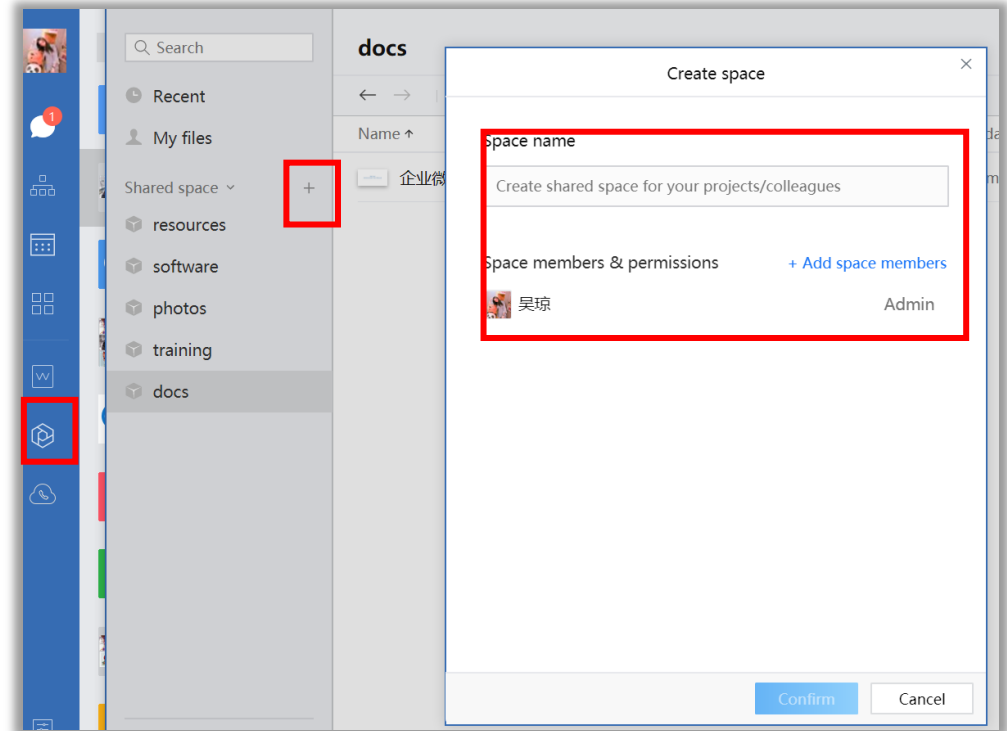 1
Search
Recent
My files
Shared space
resources
software
photos
training
docs
docs
Name
企业微
Create space
Space name
Create shared space for your projects/colleagues
Space members & permissions
+ Add space members
吴琼
Admin
Confirm
Cancel